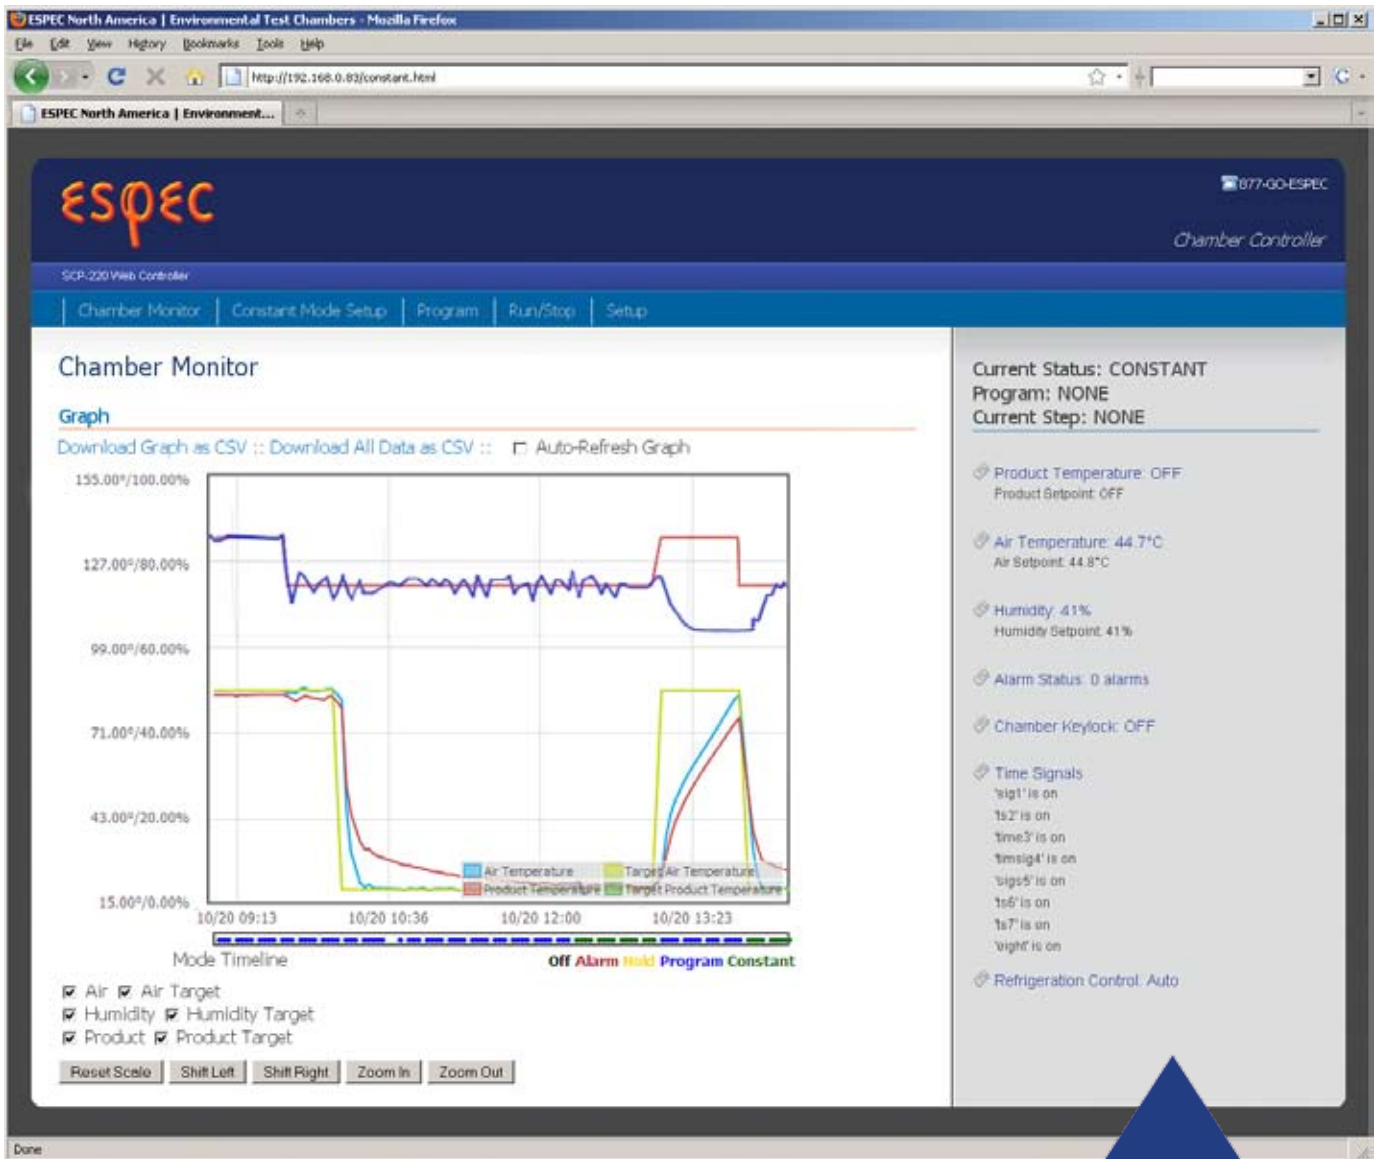 ESPEC North America | Environmental Test Chambers - Mozilla Firefox
File Edit View History Bookmarks Tools Help
http://192.168.0.83/constant.html
ESPEC North America | Environment...
ESPEC
877-GO-ESPEC
Chamber Controller
SCP-220 Web Controller
Chamber Monitor Constant Mode Setup Program Run/Stop Setup
Chamber Monitor
Graph
Download Graph as CSV :: Download All Data as CSV :: Auto-Refresh Graph
155.00°/100.00%
127.00°/80.00%
99.00°/60.00%
71.00°/40.00%
43.00°/20.00%
15.00°/0.00%
Air Temperature Target Air Temperature
Product Temperature Target Product Temperature
10/20 09:13 10/20 10:36 10/20 12:00 10/20 13:23
Mode Timeline Off Alarm Hold Program Constant
Air Air Target
Humidity Humidity Target
Product Product Target
Reset Scale Shift Left Shift Right Zoom In Zoom Out
Current Status: CONSTANT
Program: NONE
Current Step: NONE
Product Temperature: OFF
Product Setpoint: OFF
Air Temperature: 44.7°C
Air Setpoint: 44.8°C
Humidity: 41%
Humidity Setpoint: 41%
Alarm Status: 0 alarms
Chamber Keylock: OFF
Time Signals
'sig1' is on
'ts2' is on
'time3' is on
'timsig4' is on
'sigs5' is on
'ts6' is on
'ts7' is on
'eight' is on
Refrigeration Control: Auto
Done